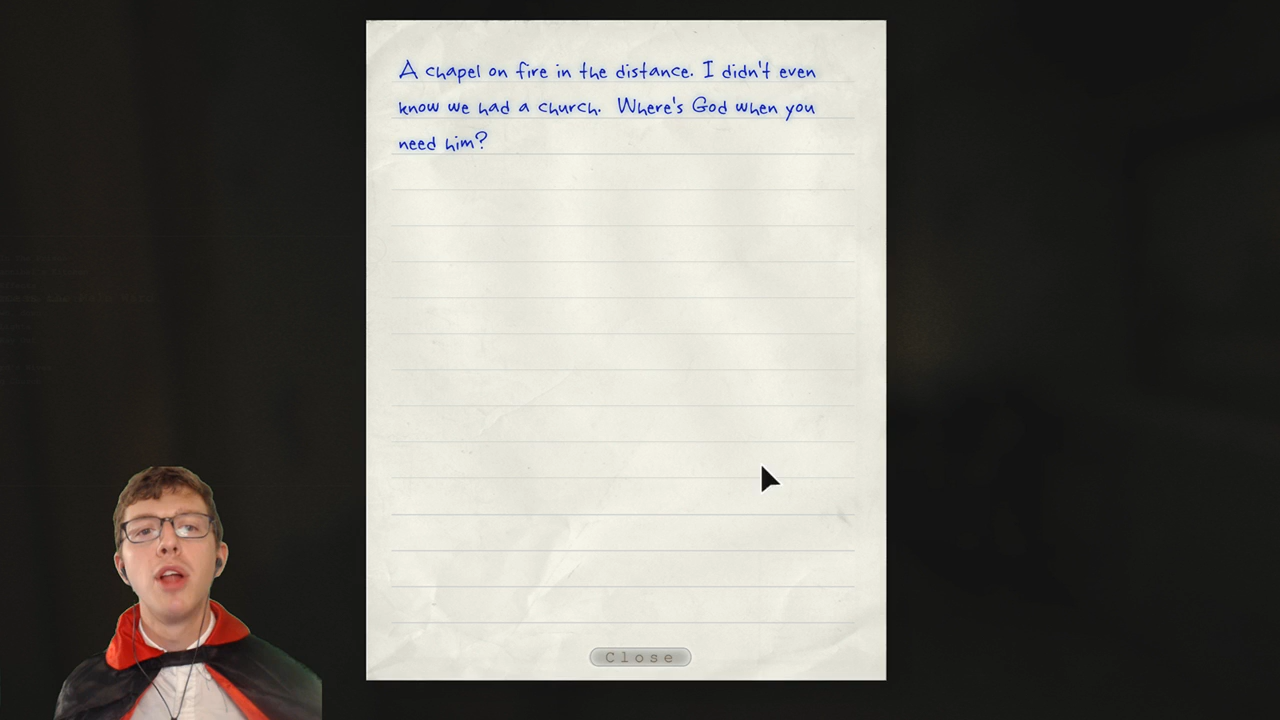 A chapel on fire in the distance. I didn't even
know we had a church. Where's God when you
need him?
Close